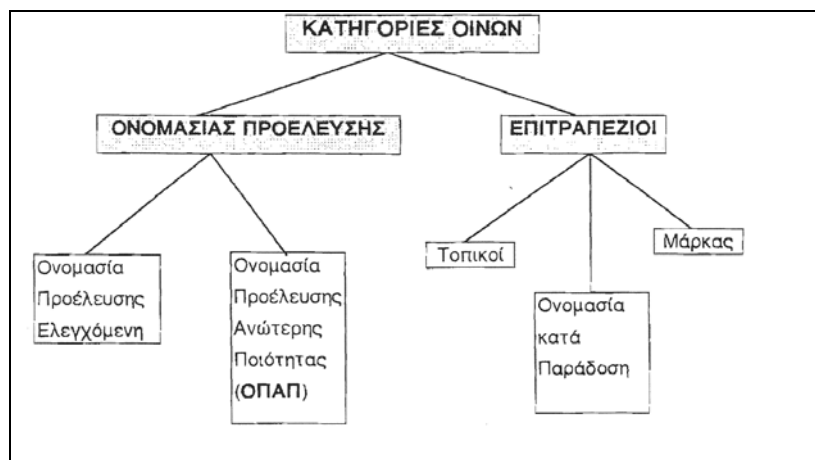 ΚΑΤΗΓΟΡΙΕΣ ΟΙΝΩΝ
ΟΝΟΜΑΣΙΑΣ ΠΡΟΕΛΕΥΣΗΣ
ΕΠΙΤΡΑΠΕΖΙΟΙ
Ονομασία
Προέλευσης
Ελεγχόμενη
Ονομασία
Προέλευσης
Ανώτερης
Ποιότητας
(ΟΠΑΠ)
Τοπικοί
Ονομασία
κατά
Παράδοση
Μάρκας